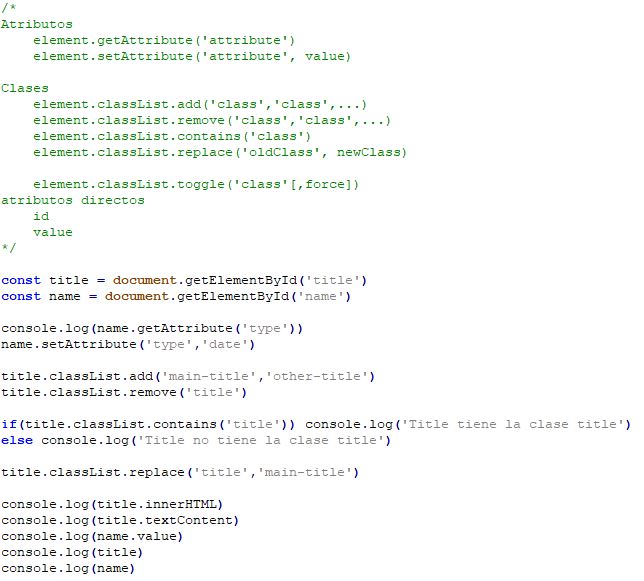 /*
Atributos
    element.getAttribute('attribute')
    element.setAttribute('attribute', value)

Clases
    element.classList.add('class','class',...)
    element.classList.remove('class','class',...)
    element.classList.contains('class')
    element.classList.replace('oldClass', newClass)

    element.classList.toggle('class'[,force])
atributos directos
    id
    value
*/

const title = document.getElementById('title')
const name = document.getElementById('name')

console.log(name.getAttribute('type'))
name.setAttribute('type','date')

title.classList.add('main-title','other-title')
title.classList.remove('title')

if(title.classList.contains('title')) console.log('Title tiene la clase title')
else console.log('Title no tiene la clase title')

title.classList.replace('title','main-title')

console.log(title.innerHTML)
console.log(title.textContent)
console.log(name.value)
console.log(title)
console.log(name)